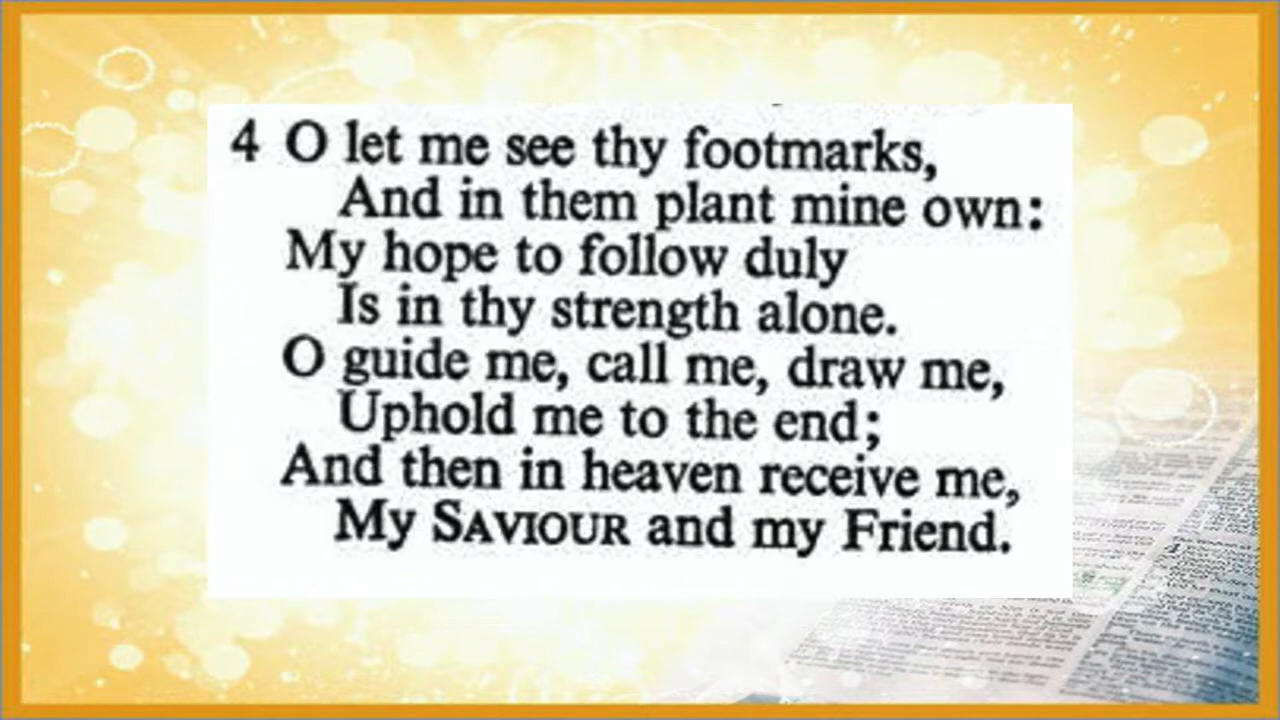 4 O let me see thy footmarks,
And in them plant mine own:
My hope to follow duly
Is in thy strength alone.
O guide me, call me, draw me,
Uphold me to the end;
And then in heaven receive me,
My SAVIOUR and my Friend.